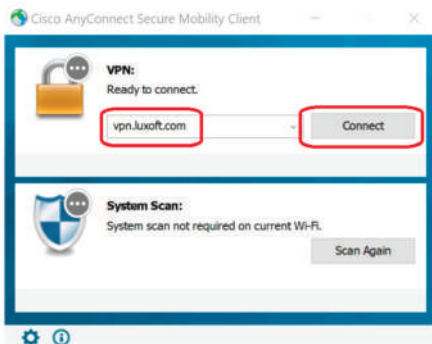 Cisco AnyConnect Secure Mobility Client
VPN:
Ready to connect.
vpn.luxoft.com
Connect
System Scan:
System scan not required on current Wi-Fi.
Scan Again